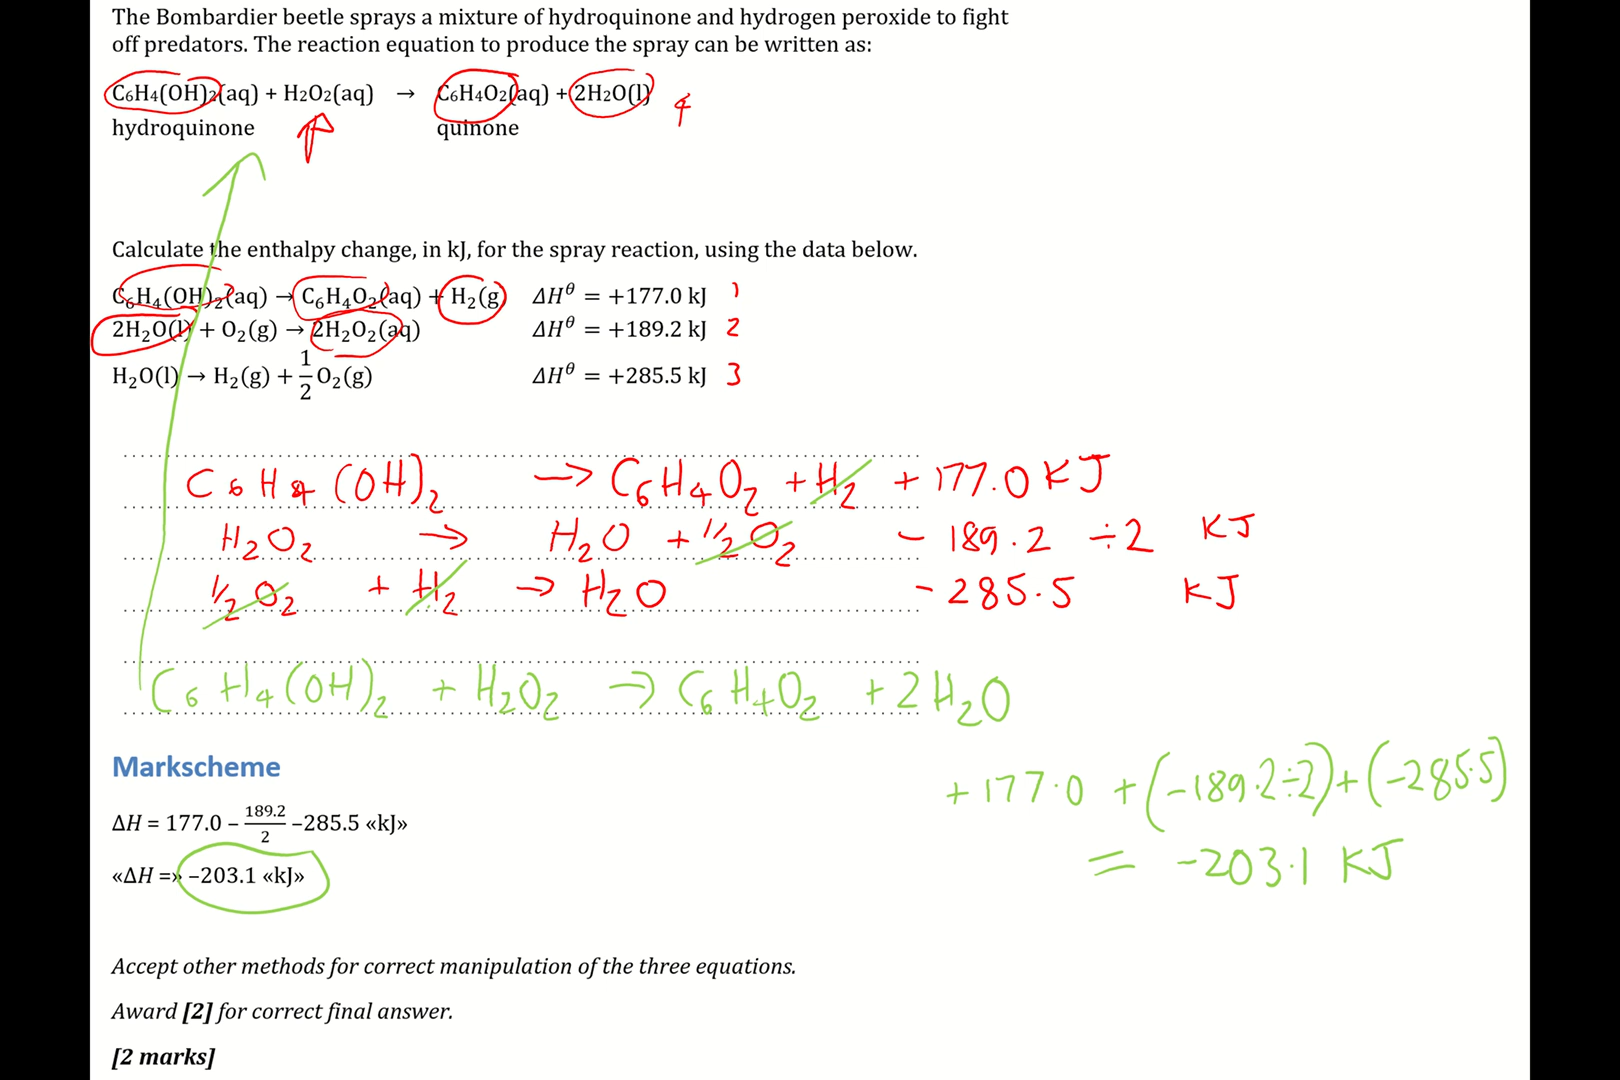 The Bombardier beetle sprays a mixture of hydroquinone and hydrogen peroxide to fight
off predators. The reaction equation to produce the spray can be written as:
C₆H₄(OH)₂(aq) + H₂O₂(aq) → C₆H₄O₂(aq) + 2H₂O(l) 4
hydroquinone quinone
Calculate the enthalpy change, in kJ, for the spray reaction, using the data below.
C₆H₄(OH)₂(aq) → C₆H₄O₂(aq) + H₂(g) ΔHᶿ = +177.0 kJ 1
2H₂O(l) + O₂(g) → 2H₂O₂(aq) ΔHᶿ = +189.2 kJ 2
H₂O(l) → H₂(g) + 1/2 O₂(g) ΔHᶿ = +285.5 kJ 3
C₆H₄(OH)₂ → C₆H₄O₂ + H₂ + 177.0 KJ
H₂O₂ → H₂O + ½O₂ - 189.2 ÷2 KJ
½O₂ + H₂ → H₂O - 285.5 KJ
C₆H₄(OH)₂ + H₂O₂ → C₆H₄O₂ + 2H₂O
Markscheme
+177.0 + (-189.2÷2) + (-285.5)
ΔH = 177.0 − 189.2/2 −285.5 «kJ»
= -203.1 KJ
«ΔH =» −203.1 «kJ»
Accept other methods for correct manipulation of the three equations.
Award [2] for correct final answer.
[2 marks]